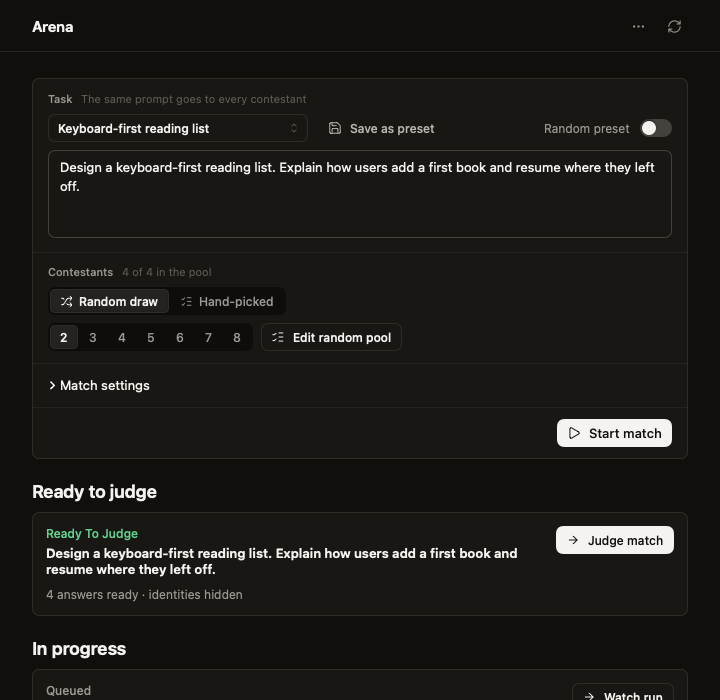 Arena
Task The same prompt goes to every contestant
Keyboard-first reading list
Save as preset
Random preset
Design a keyboard-first reading list. Explain how users add a first book and resume where they left
off.
Contestants 4 of 4 in the pool
Random draw
Hand-picked
2 3 4 5 6 7 8
Edit random pool
Match settings
Start match
Ready to judge
Ready To Judge
Judge match
Design a keyboard-first reading list. Explain how users add a first book and
resume where they left off.
4 answers ready · identities hidden
In progress
Queued
Watch run